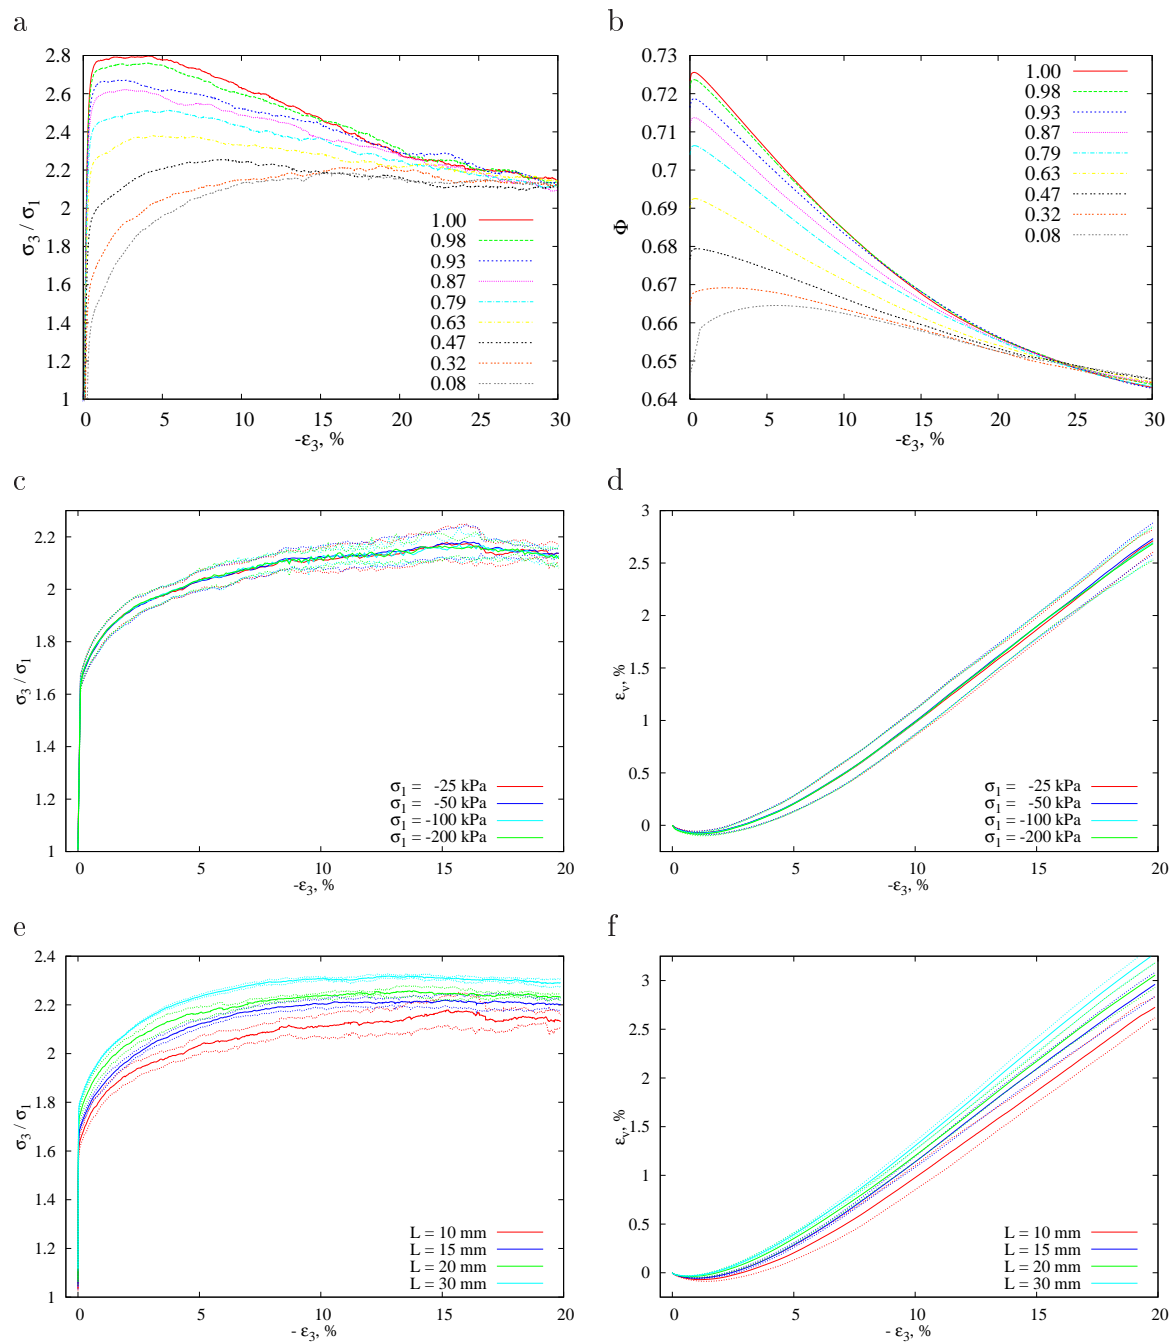 a
σ3 / σ1
2.8
2.6
2.4
2.2
2
1.8
1.6
1.4
1.2
1
0 5 10 15 20 25 30
-ε3, %
1.00
0.98
0.93
0.87
0.79
0.63
0.47
0.32
0.08
b
Φ
0.73
0.72
0.71
0.7
0.69
0.68
0.67
0.66
0.65
0.64
0 5 10 15 20 25 30
-ε3, %
1.00
0.98
0.93
0.87
0.79
0.63
0.47
0.32
0.08
c
σ3 / σ1
2.2
2
1.8
1.6
1.4
1.2
1
0 5 10 15 20
-ε3, %
σ1 = -25 kPa
σ1 = -50 kPa
σ1 = -100 kPa
σ1 = -200 kPa
d
εv, %
3
2.5
2
1.5
1
0.5
0
0 5 10 15 20
-ε3, %
σ1 = -25 kPa
σ1 = -50 kPa
σ1 = -100 kPa
σ1 = -200 kPa
e
σ3 / σ1
2.4
2.2
2
1.8
1.6
1.4
1.2
1
0 5 10 15 20
- ε3, %
L = 10 mm
L = 15 mm
L = 20 mm
L = 30 mm
f
εv, %
3
2.5
2
1.5
1
0.5
0
0 5 10 15 20
- ε3, %
L = 10 mm
L = 15 mm
L = 20 mm
L = 30 mm